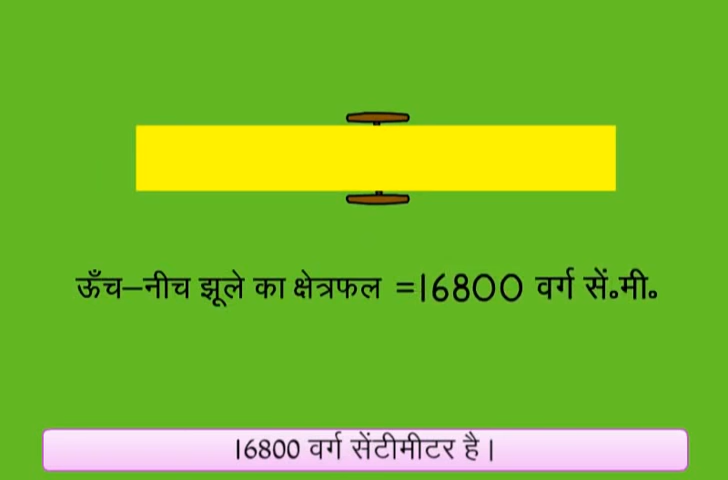 ऊँच–नीच झूले का क्षेत्रफल =16800 वर्ग सें॰मी॰
16800 वर्ग सेंटीमीटर है |